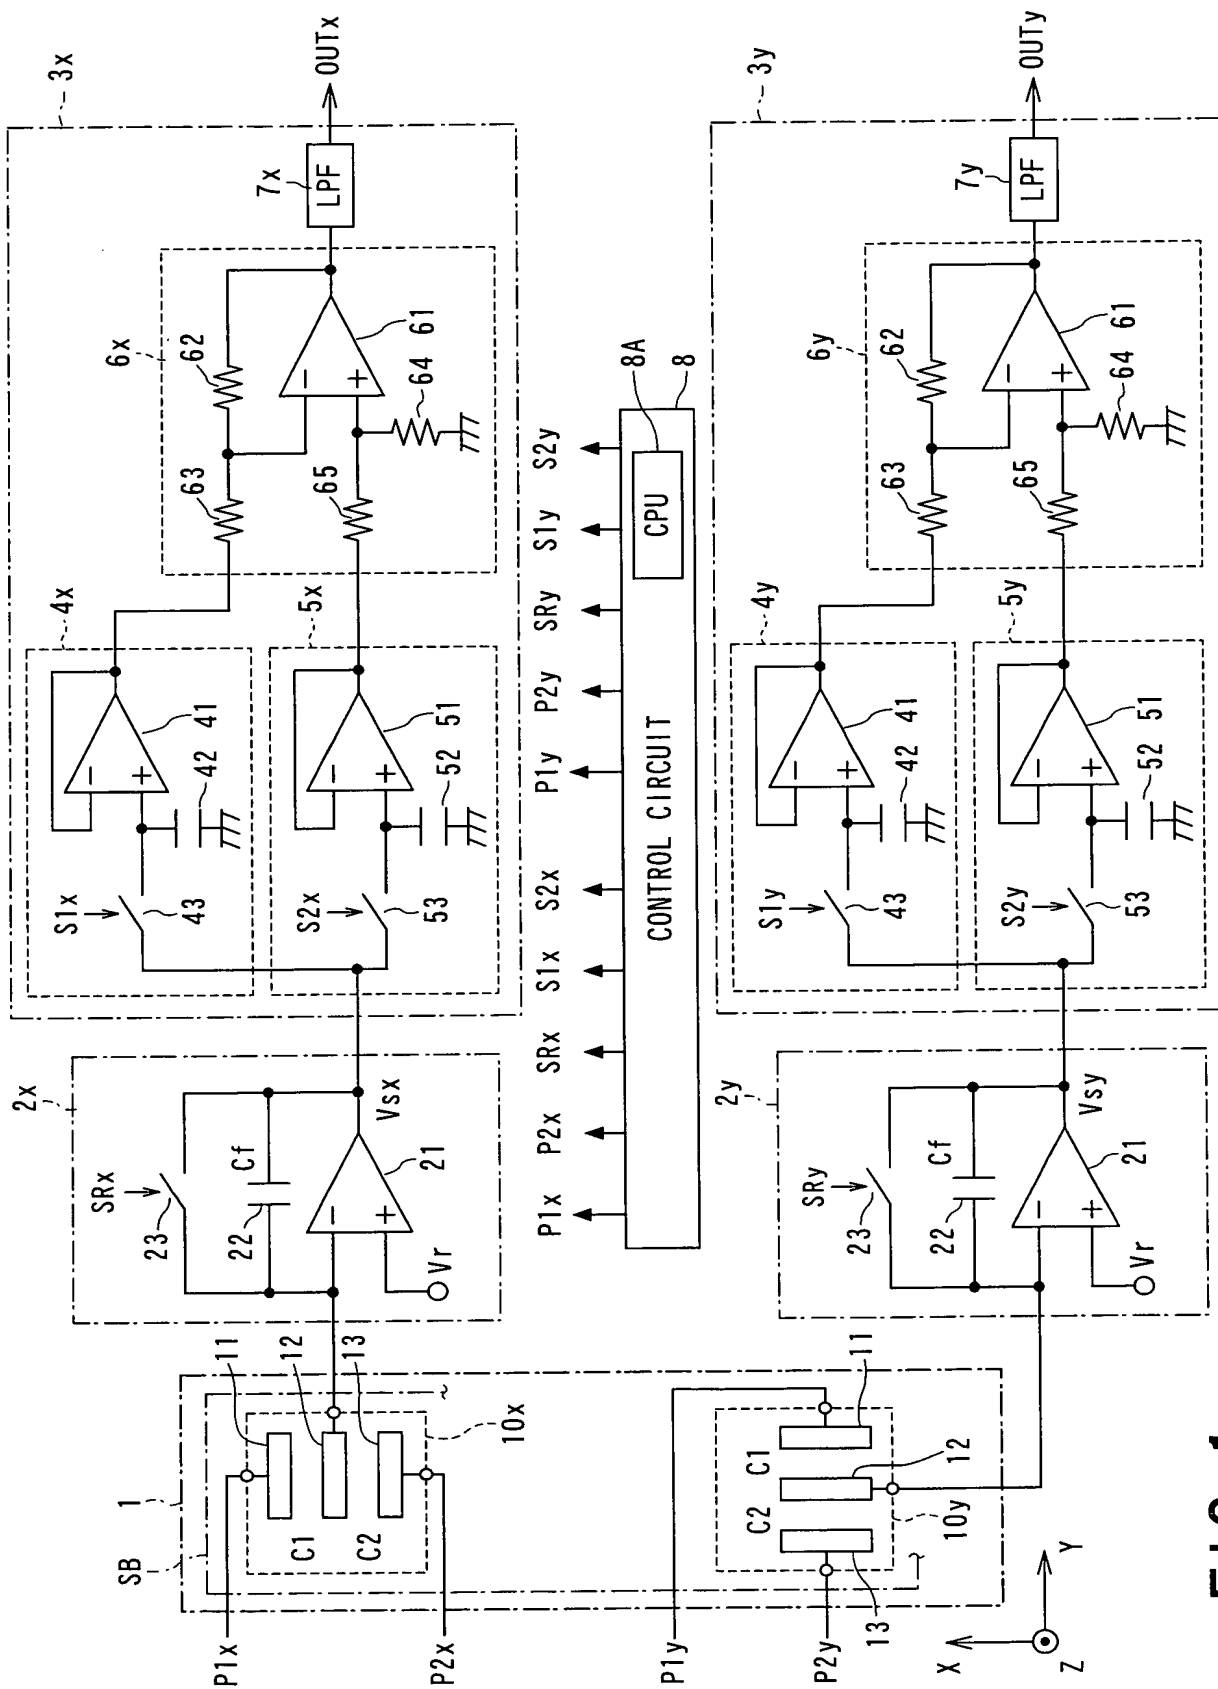 1
SB
P1x
P2x
11
12
13
C1
C2
10x
2x
SRx
23
22
Cf
21
Vr
Vsx
3x
4x
S1x
43
42
41
5x
S2x
53
52
51
6x
63
62
65
64
61
7x
LPF
OUTx
P1x
P2x
SRx
S1x
S2x
P1y
P2y
SRy
S1y
S2y
CONTROL CIRCUIT
CPU
8A
8
P1y
P2y
C2
C1
11
12
13
10y
2y
SRy
23
22
Cf
21
Vr
Vsy
3y
4y
S1y
43
42
41
5y
S2y
53
52
51
6y
63
62
65
64
61
7y
LPF
OUTy
X
Y
Z